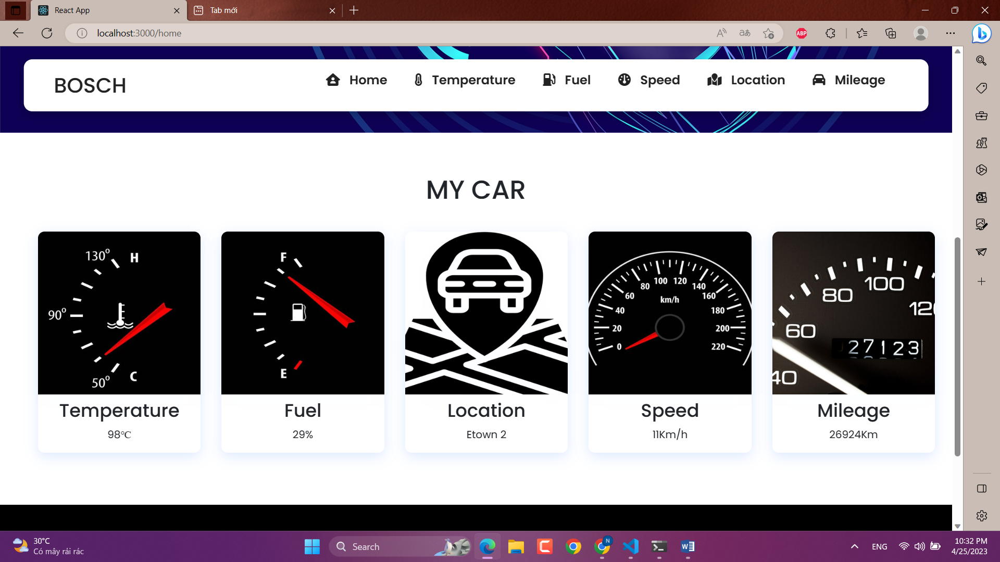 React App
Tab mới
localhost:3000/home
BOSCH
Home
Temperature
Fuel
Speed
Location
Mileage
MY CAR
130° H
90°
50° C
F
E
0 20 40 60 80 100 120 140 160 180 200 220
km/h
40 60 80 100 120
27123
Temperature
98°C
Fuel
29%
Location
Etown 2
Speed
11Km/h
Mileage
26924Km
ABP
30°C
Có mây rải rác
Search
N
ENG
10:32 PM
4/25/2023